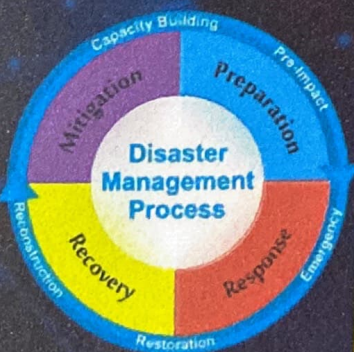 Capacity Building
Pre-Impact
Mitigation
Preparation
Disaster
Management
Process
Recovery
Response
Reconstruction
Emergency
Restoration